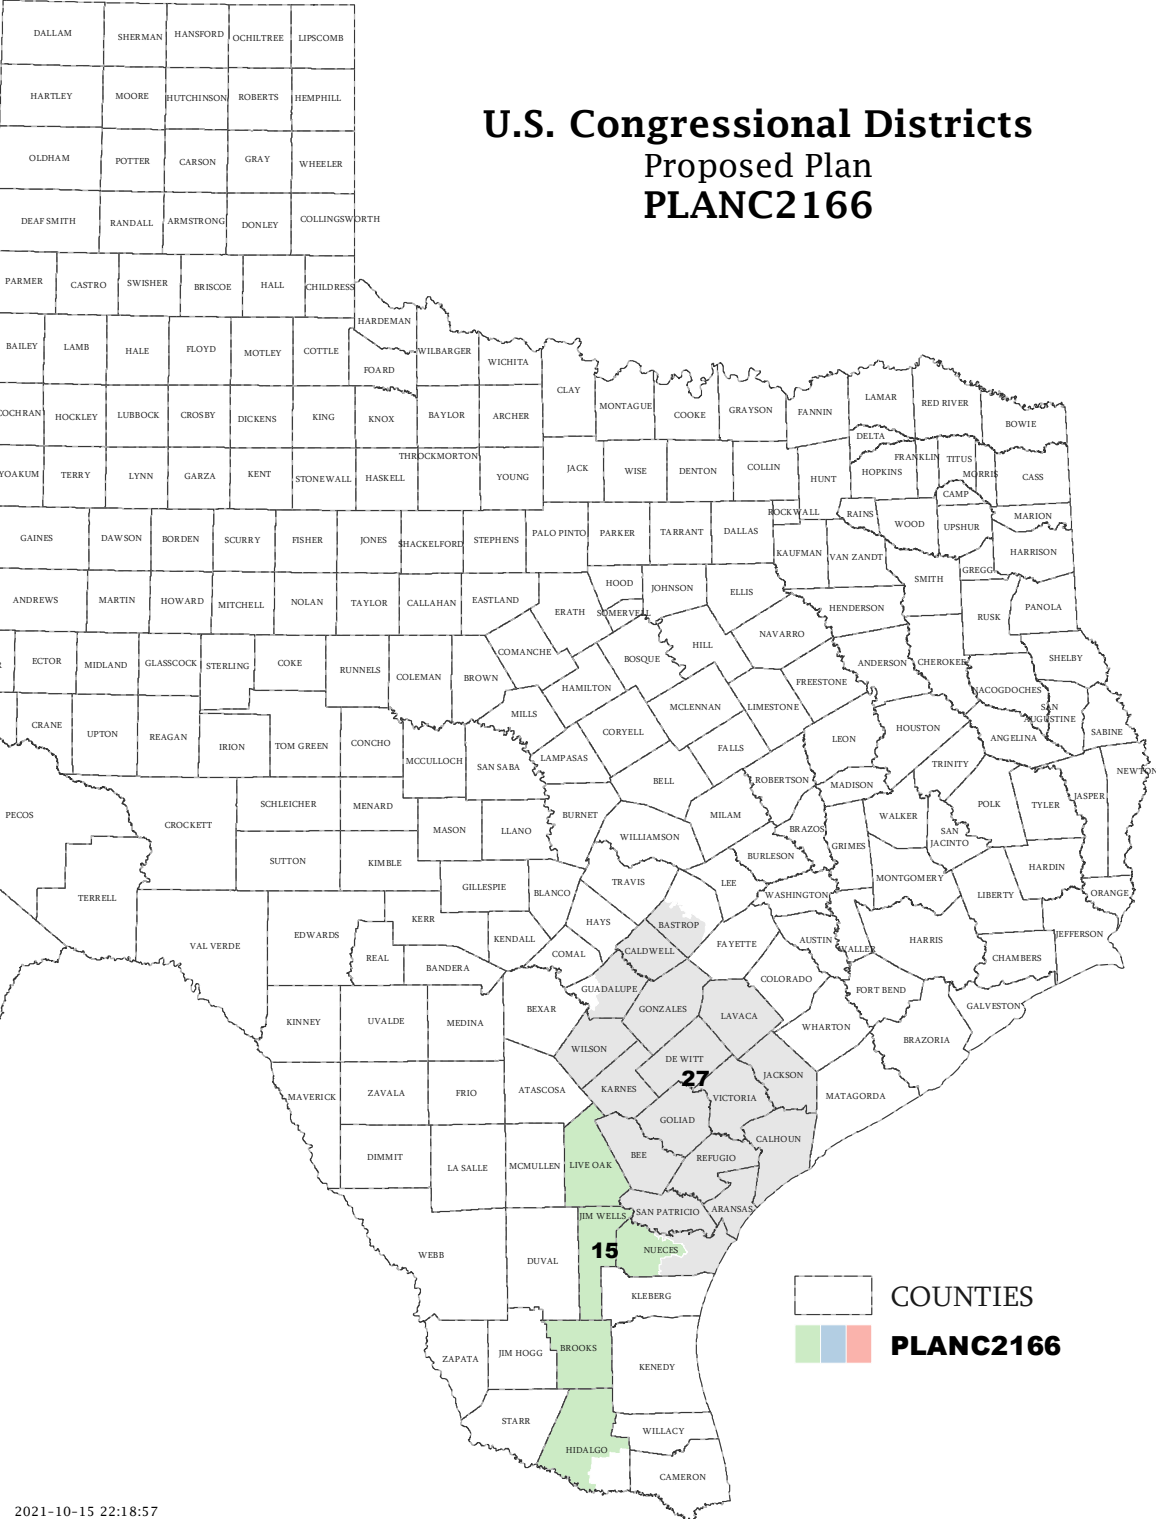 U.S. Congressional Districts
Proposed Plan
PLANC2166
DALLAM
SHERMAN
HANSFORD
OCHILTREE
LIPSCOMB
HARTLEY
MOORE
HUTCHINSON
ROBERTS
HEMPHILL
OLDHAM
POTTER
CARSON
GRAY
WHEELER
DEAF SMITH
RANDALL
ARMSTRONG
DONLEY
COLLINGSWORTH
PARMER
CASTRO
SWISHER
BRISCOE
HALL
CHILDRESS
HARDEMAN
BAILEY
LAMB
HALE
FLOYD
MOTLEY
COTTLE
FOARD
WILBARGER
WICHITA
CLAY
MONTAGUE
COOKE
GRAYSON
FANNIN
LAMAR
RED RIVER
BOWIE
COCHRAN
HOCKLEY
LUBBOCK
CROSBY
DICKENS
KING
KNOX
BAYLOR
ARCHER
DELTA
YOAKUM
TERRY
LYNN
GARZA
KENT
STONEWALL
HASKELL
THROCKMORTON
YOUNG
JACK
WISE
DENTON
COLLIN
HUNT
HOPKINS
FRANKLIN
TITUS
MORRIS
CASS
CAMP
ROCKWALL
RAINS
WOOD
UPSHUR
MARION
GAINES
DAWSON
BORDEN
SCURRY
FISHER
JONES
SHACKELFORD
STEPHENS
PALO PINTO
PARKER
TARRANT
DALLAS
KAUFMAN
VAN ZANDT
SMITH
GREGG
HARRISON
ANDREWS
MARTIN
HOWARD
MITCHELL
NOLAN
TAYLOR
CALLAHAN
EASTLAND
ERATH
HOOD
SOMERVELL
JOHNSON
ELLIS
HENDERSON
RUSK
PANOLA
R
ECTOR
MIDLAND
GLASSCOCK
STERLING
COKE
RUNNELS
COLEMAN
BROWN
COMANCHE
BOSQUE
HILL
NAVARRO
ANDERSON
CHEROKEE
SHELBY
HAMILTON
FREESTONE
NACOGDOCHES
CRANE
UPTON
REAGAN
IRION
TOM GREEN
CONCHO
MILLS
MCLENNAN
LIMESTONE
SAN
AUGUSTINE
SABINE
MCCULLOCH
SAN SABA
LAMPASAS
CORYELL
FALLS
LEON
HOUSTON
ANGELINA
NEWTON
TRINITY
PECOS
CROCKETT
SCHLEICHER
MENARD
BELL
ROBERTSON
MADISON
POLK
TYLER
JASPER
MASON
LLANO
BURNET
WILLIAMSON
MILAM
BRAZOS
GRIMES
WALKER
SAN
JACINTO
SUTTON
KIMBLE
BURLESON
MONTGOMERY
HARDIN
TERRELL
GILLESPIE
BLANCO
TRAVIS
LEE
WASHINGTON
LIBERTY
ORANGE
VAL VERDE
EDWARDS
KERR
KENDALL
HAYS
BASTROP
FAYETTE
AUSTIN
WALLER
HARRIS
JEFFERSON
REAL
BANDERA
COMAL
CALDWELL
CHAMBERS
KINNEY
UVALDE
MEDINA
BEXAR
GUADALUPE
GONZALES
LAVACA
COLORADO
FORT BEND
GALVESTON
WHARTON
BRAZORIA
MAVERICK
ZAVALA
FRIO
ATASCOSA
WILSON
KARNES
DE WITT
27
VICTORIA
JACKSON
MATAGORDA
GOLIAD
CALHOUN
DIMMIT
LA SALLE
MCMULLEN
LIVE OAK
BEE
REFUGIO
JIM WELLS
SAN PATRICIO
ARANSAS
WEBB
DUVAL
15
NUECES
KLEBERG
COUNTIES
PLANC2166
ZAPATA
JIM HOGG
BROOKS
KENEDY
STARR
HIDALGO
WILLACY
CAMERON
2021-10-15 22:18:57